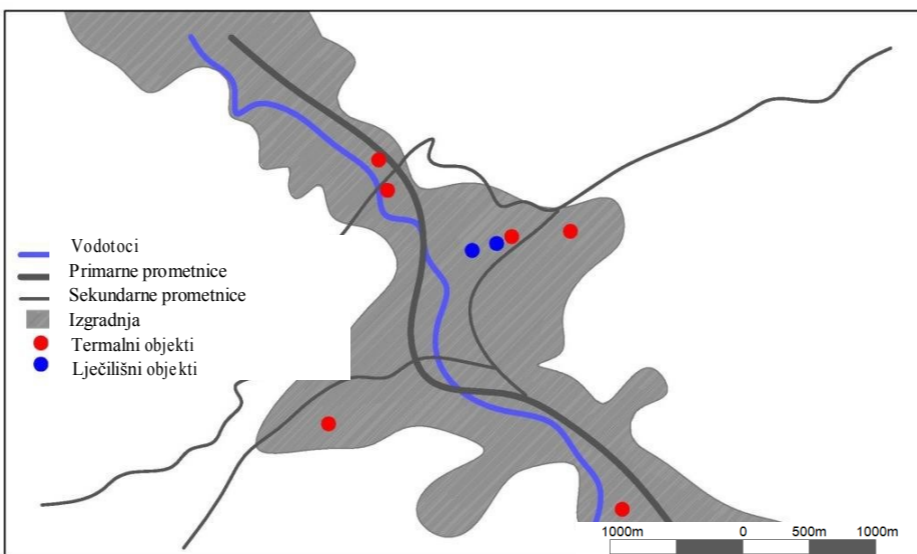 Vodotoci
Primarne prometnice
Sekundarne prometnice
Izgradnja
Termalni objekti
Lječilišni objekti
1000m 0 500m 1000m